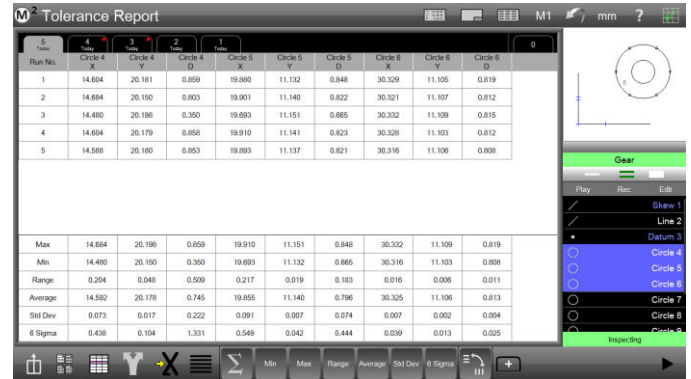 M2 Tolerance Report M1 mm ?
5 Today 4 Today 3 Today 2 Today 1 Today 0
Run No. Circle 4 X Circle 4 Y Circle 4 D Circle 5 X Circle 5 Y Circle 5 D Circle 6 X Circle 6 Y Circle 6 D
1 14.604 20.181 0.859 19.880 11.132 0.848 30.329 11.105 0.819
2 14.684 20.150 0.803 19.901 11.140 0.822 30.321 11.107 0.812
3 14.480 20.198 0.350 19.693 11.151 0.665 30.332 11.109 0.815
4 14.604 20.179 0.858 19.910 11.141 0.823 30.328 11.103 0.812
5 14.588 20.180 0.853 19.893 11.137 0.821 30.316 11.106 0.808
Max 14.684 20.198 0.859 19.910 11.151 0.848 30.332 11.109 0.819
Min 14.480 20.150 0.350 19.693 11.132 0.665 30.316 11.103 0.808
Range 0.204 0.048 0.509 0.217 0.019 0.183 0.016 0.006 0.011
Average 14.592 20.178 0.745 19.855 11.140 0.796 30.325 11.106 0.813
Std Dev 0.073 0.017 0.222 0.091 0.007 0.074 0.007 0.002 0.004
6 Sigma 0.438 0.104 1.331 0.549 0.042 0.444 0.039 0.013 0.025
Gear
Play Rec Edit
Skew 1
Line 2
Datum 3
Circle 4
Circle 5
Circle 6
Circle 7
Circle 8
Circle 9
Inspecting
Σ Min Max Range Average Std Dev 6 Sigma